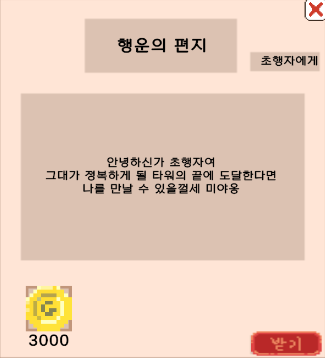 행운의 편지
초행자에게
안녕하신가 초행자여
그대가 정복하게 될 타워의 끝에 도달한다면
나를 만날 수 있을껄세 미야옹
3000
받기